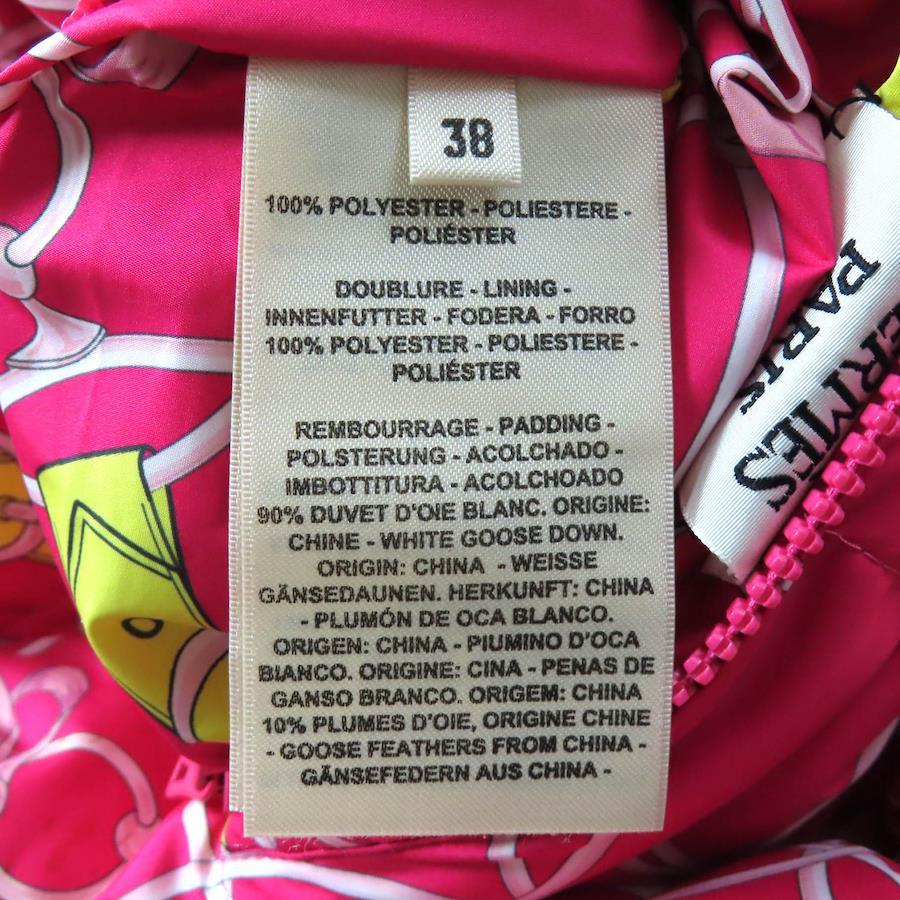 38
100% POLYESTER - POLIESTERE -
POLIÉSTER
DOUBLURE - LINING -
INNENFUTTER - FODERA - FORRO
100% POLYESTER - POLIESTERE -
POLIÉSTER
REMBOURRAGE - PADDING -
POLSTERUNG - ACOLCHADO -
IMBOTTITURA - ACOLCHOADO
90% DUVET D'OIE BLANC. ORIGINE:
CHINE - WHITE GOOSE DOWN.
ORIGIN: CHINA - WEISSE
GÄNSEDAUNEN. HERKUNFT: CHINA
- PLUMÓN DE OCA BLANCO.
ORIGEN: CHINA - PIUMINO D'OCA
BIANCO. ORIGINE: CINA - PENAS DE
GANSO BRANCO. ORIGEM: CHINA
10% PLUMES D'OIE, ORIGINE CHINE
- GOOSE FEATHERS FROM CHINA -
GÄNSEFEDERN AUS CHINA -
ERMES
PARIS